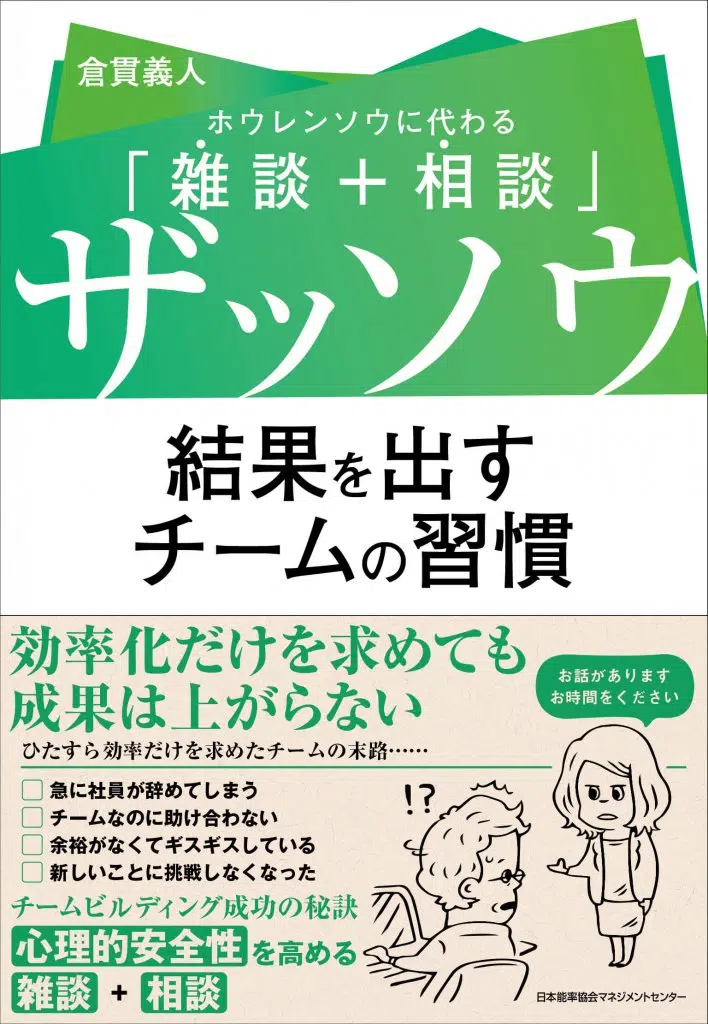 倉貫義人
ホウレンソウに代わる
「雑談+相談」
ザッソウ
結果を出す
チームの習慣
効率化だけを求めても
成果は上がらない
ひたすら効率だけを求めたチームの末路……
急に社員が辞めてしまう
チームなのに助け合わない
余裕がなくてギスギスしている
新しいことに挑戦しなくなった
チームビルディング成功の秘訣
心理的安全性を高める
雑談+相談
お話があります
お時間をください
!?
日本能率協会マネジメントセンター